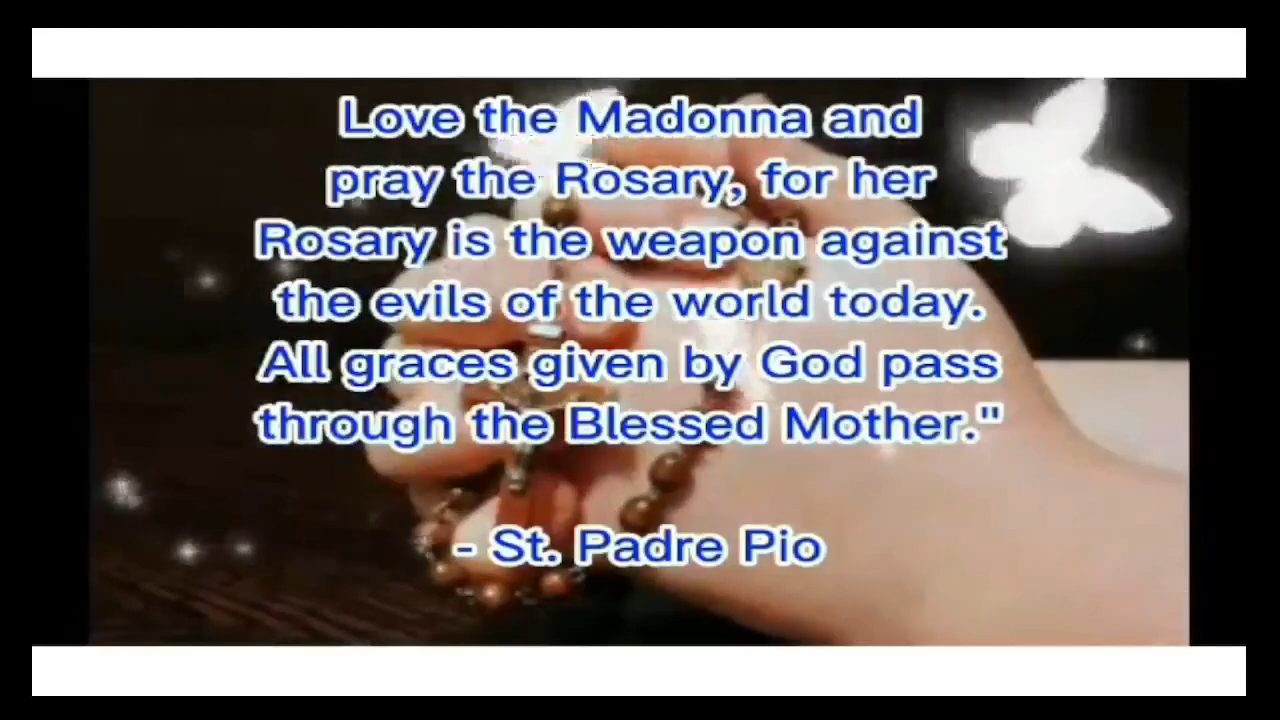 Love the Madonna and
pray the Rosary, for her
Rosary is the weapon against
the evils of the world today.
All graces given by God pass
through the Blessed Mother."
- St. Padre Pio